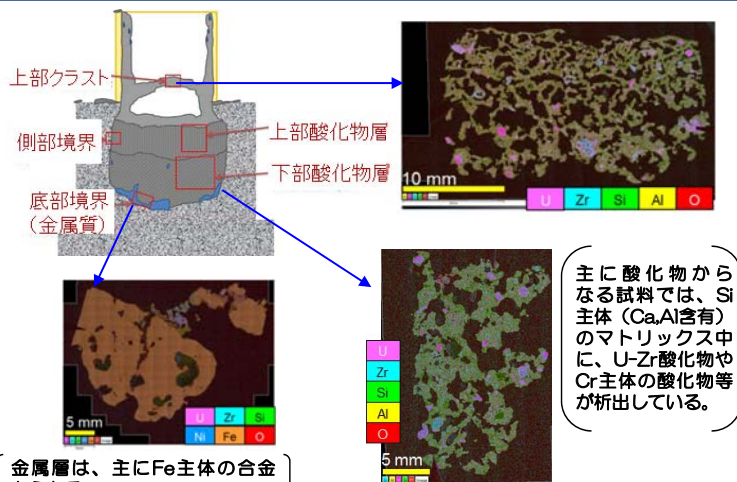 上部クラスト
側部境界
上部酸化物層
下部酸化物層
底部境界
(金属質)
10 mm
U Zr Si Al O
5 mm
U Zr Si
Ni Fe O
U
Zr
Si
Al
O
5 mm
主に酸化物から
なる試料では、Si
主体(Ca,Al含有)
のマトリックス中
に、U-Zr酸化物や
Cr主体の酸化物等
が析出している。
金属層は、主にFe主体の合金